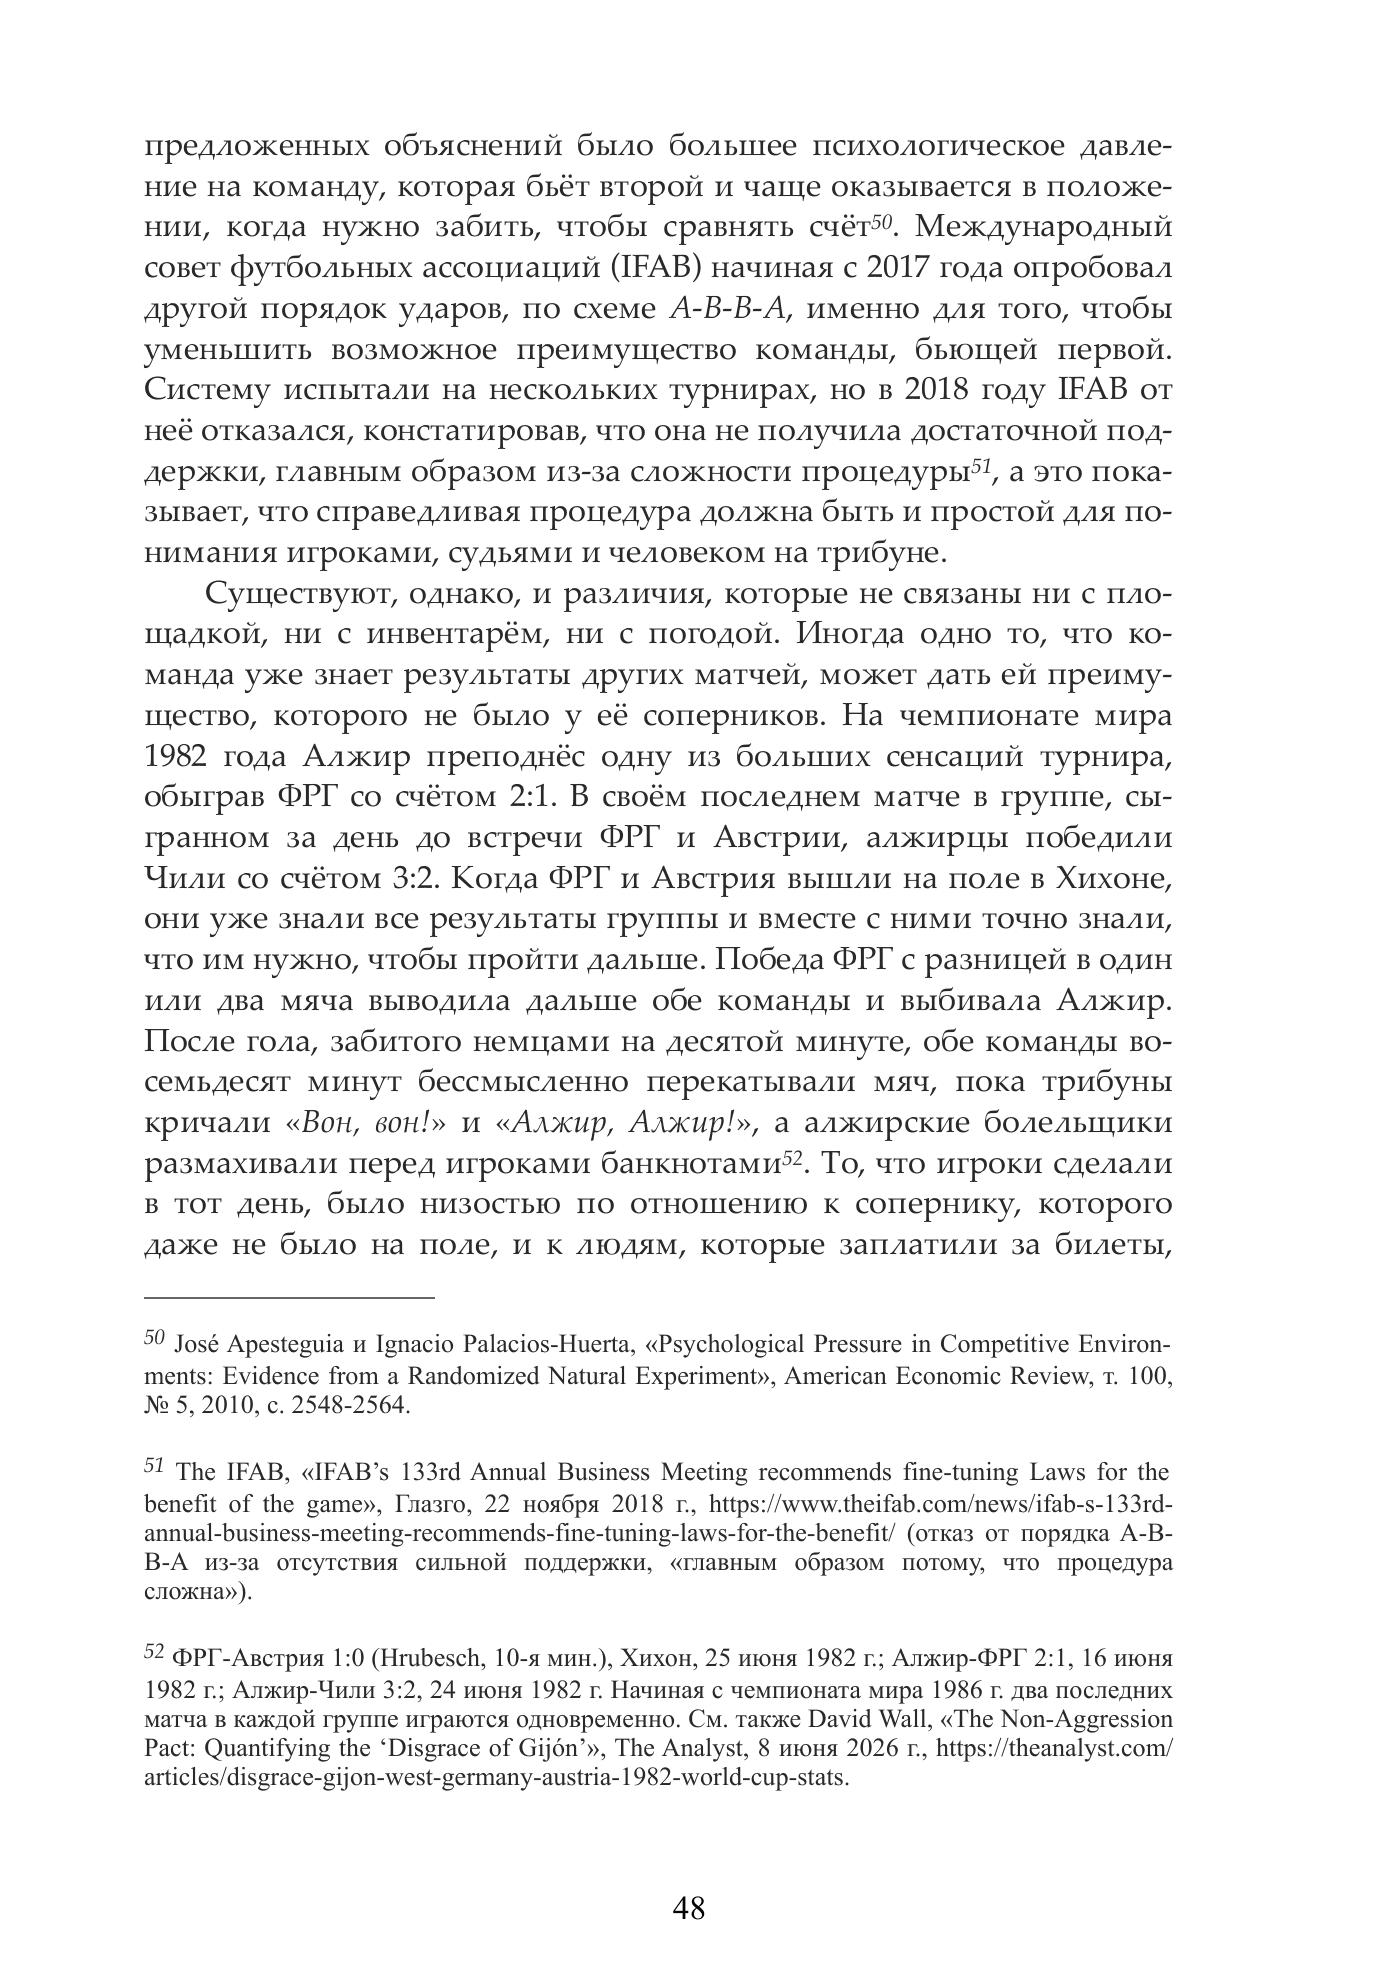 предложенных объяснений было большее психологическое давле-
ние на команду, которая бьёт второй и чаще оказывается в положе-
нии, когда нужно забить, чтобы сравнять счёт50. Международный
совет футбольных ассоциаций (IFAB) начиная с 2017 года опробовал
другой порядок ударов, по схеме A-B-B-A, именно для того, чтобы
уменьшить возможное преимущество команды, бьющей первой.
Систему испытали на нескольких турнирах, но в 2018 году IFAB от
неё отказался, констатировав, что она не получила достаточной под-
держки, главным образом из-за сложности процедуры51, а это пока-
зывает, что справедливая процедура должна быть и простой для по-
нимания игроками, судьями и человеком на трибуне.
Существуют, однако, и различия, которые не связаны ни с пло-
щадкой, ни с инвентарём, ни с погодой. Иногда одно то, что ко-
манда уже знает результаты других матчей, может дать ей преиму-
щество, которого не было у её соперников. На чемпионате мира
1982 года Алжир преподнёс одну из больших сенсаций турнира,
обыграв ФРГ со счётом 2:1. В своём последнем матче в группе, сы-
гранном за день до встречи ФРГ и Австрии, алжирцы победили
Чили со счётом 3:2. Когда ФРГ и Австрия вышли на поле в Хихоне,
они уже знали все результаты группы и вместе с ними точно знали,
что им нужно, чтобы пройти дальше. Победа ФРГ с разницей в один
или два мяча выводила дальше обе команды и выбивала Алжир.
После гола, забитого немцами на десятой минуте, обе команды во-
семьдесят минут бессмысленно перекатывали мяч, пока трибуны
кричали «Вон, вон!» и «Алжир, Алжир!», а алжирские болельщики
размахивали перед игроками банкнотами52. То, что игроки сделали
в тот день, было низостью по отношению к сопернику, которого
даже не было на поле, и к людям, которые заплатили за билеты,
50 José Apesteguia и Ignacio Palacios-Huerta, «Psychological Pressure in Competitive Environ-
ments: Evidence from a Randomized Natural Experiment», American Economic Review, т. 100,
№ 5, 2010, с. 2548-2564.
51 The IFAB, «IFAB’s 133rd Annual Business Meeting recommends fine-tuning Laws for the
benefit of the game», Глазго, 22 ноября 2018 г., https://www.theifab.com/news/ifab-s-133rd-
annual-business-meeting-recommends-fine-tuning-laws-for-the-benefit/ (отказ от порядка A-B-
B-A из-за отсутствия сильной поддержки, «главным образом потому, что процедура
сложна»).
52 ФРГ-Австрия 1:0 (Hrubesch, 10-я мин.), Хихон, 25 июня 1982 г.; Алжир-ФРГ 2:1, 16 июня
1982 г.; Алжир-Чили 3:2, 24 июня 1982 г. Начиная с чемпионата мира 1986 г. два последних
матча в каждой группе играются одновременно. См. также David Wall, «The Non-Aggression
Pact: Quantifying the ‘Disgrace of Gijón’», The Analyst, 8 июня 2026 г., https://theanalyst.com/
articles/disgrace-gijon-west-germany-austria-1982-world-cup-stats.
48